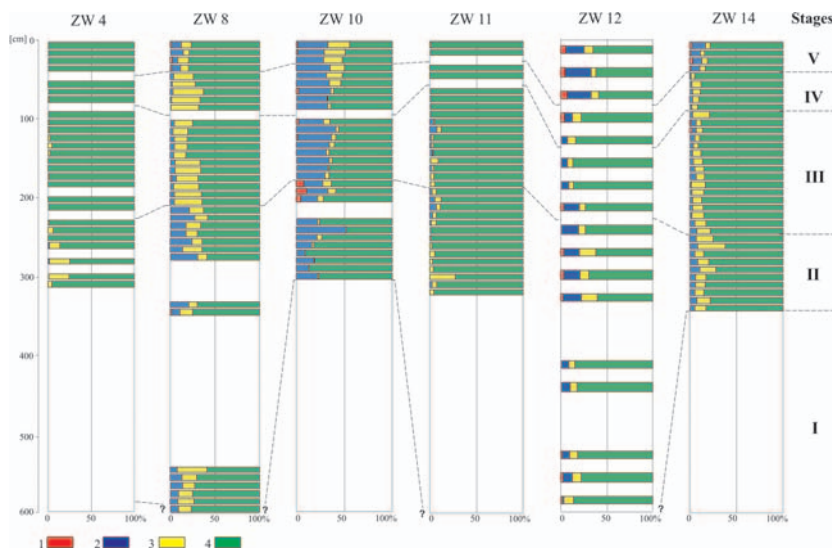 ZW 4 ZW 8 ZW 10 ZW 11 ZW 12 ZW 14 Stages
[cm]
0
V
IV
100
III
200
II
300
400
I
500
600
? ? ? ?
0 50 100% 0 50 100% 0 50 100% 0 50 100% 0 50 100% 0 50 100%
1 2 3 4